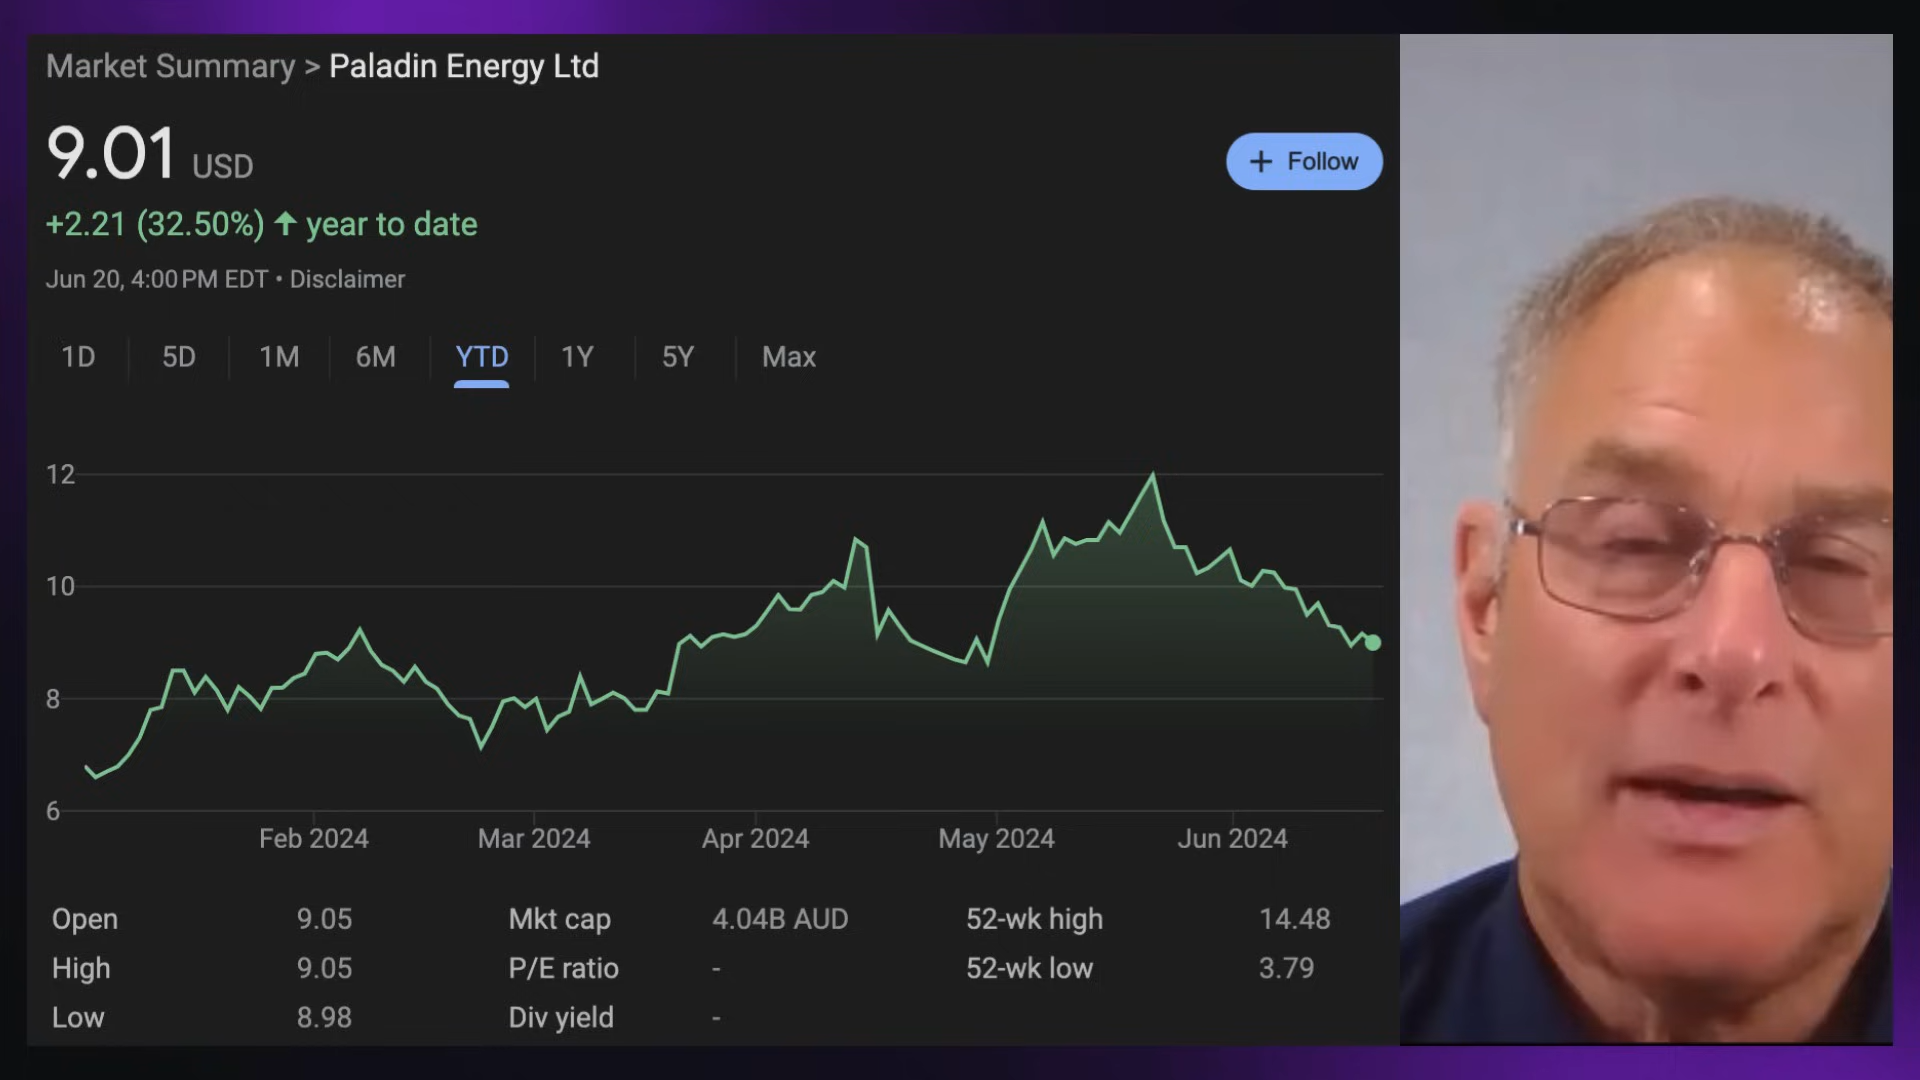 Market Summary > Paladin Energy Ltd
9.01 USD
+ Follow
+2.21 (32.50%) ↑ year to date
Jun 20, 4:00 PM EDT • Disclaimer
1D 5D 1M 6M YTD 1Y 5Y Max
12
10
8
6
Feb 2024 Mar 2024 Apr 2024 May 2024 Jun 2024
Open 9.05 Mkt cap 4.04B AUD 52-wk high 14.48
High 9.05 P/E ratio - 52-wk low 3.79
Low 8.98 Div yield -